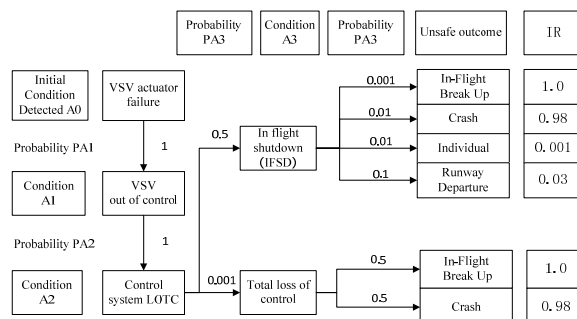 Probability PA3
Condition A3
Probability PA3
Unsafe outcome
IR
Initial Condition Detected A0
VSV actuator failure
Probability PA1
1
Condition A1
VSV out of control
Probability PA2
1
Condition A2
Control system LOTC
0.5
In flight shutdown (IFSD)
0.001
In-Flight Break Up
1.0
0.01
Crash
0.98
0.01
Individual
0.001
0.1
Runway Departure
0.03
0.001
Total loss of control
0.5
In-Flight Break Up
1.0
0.5
Crash
0.98